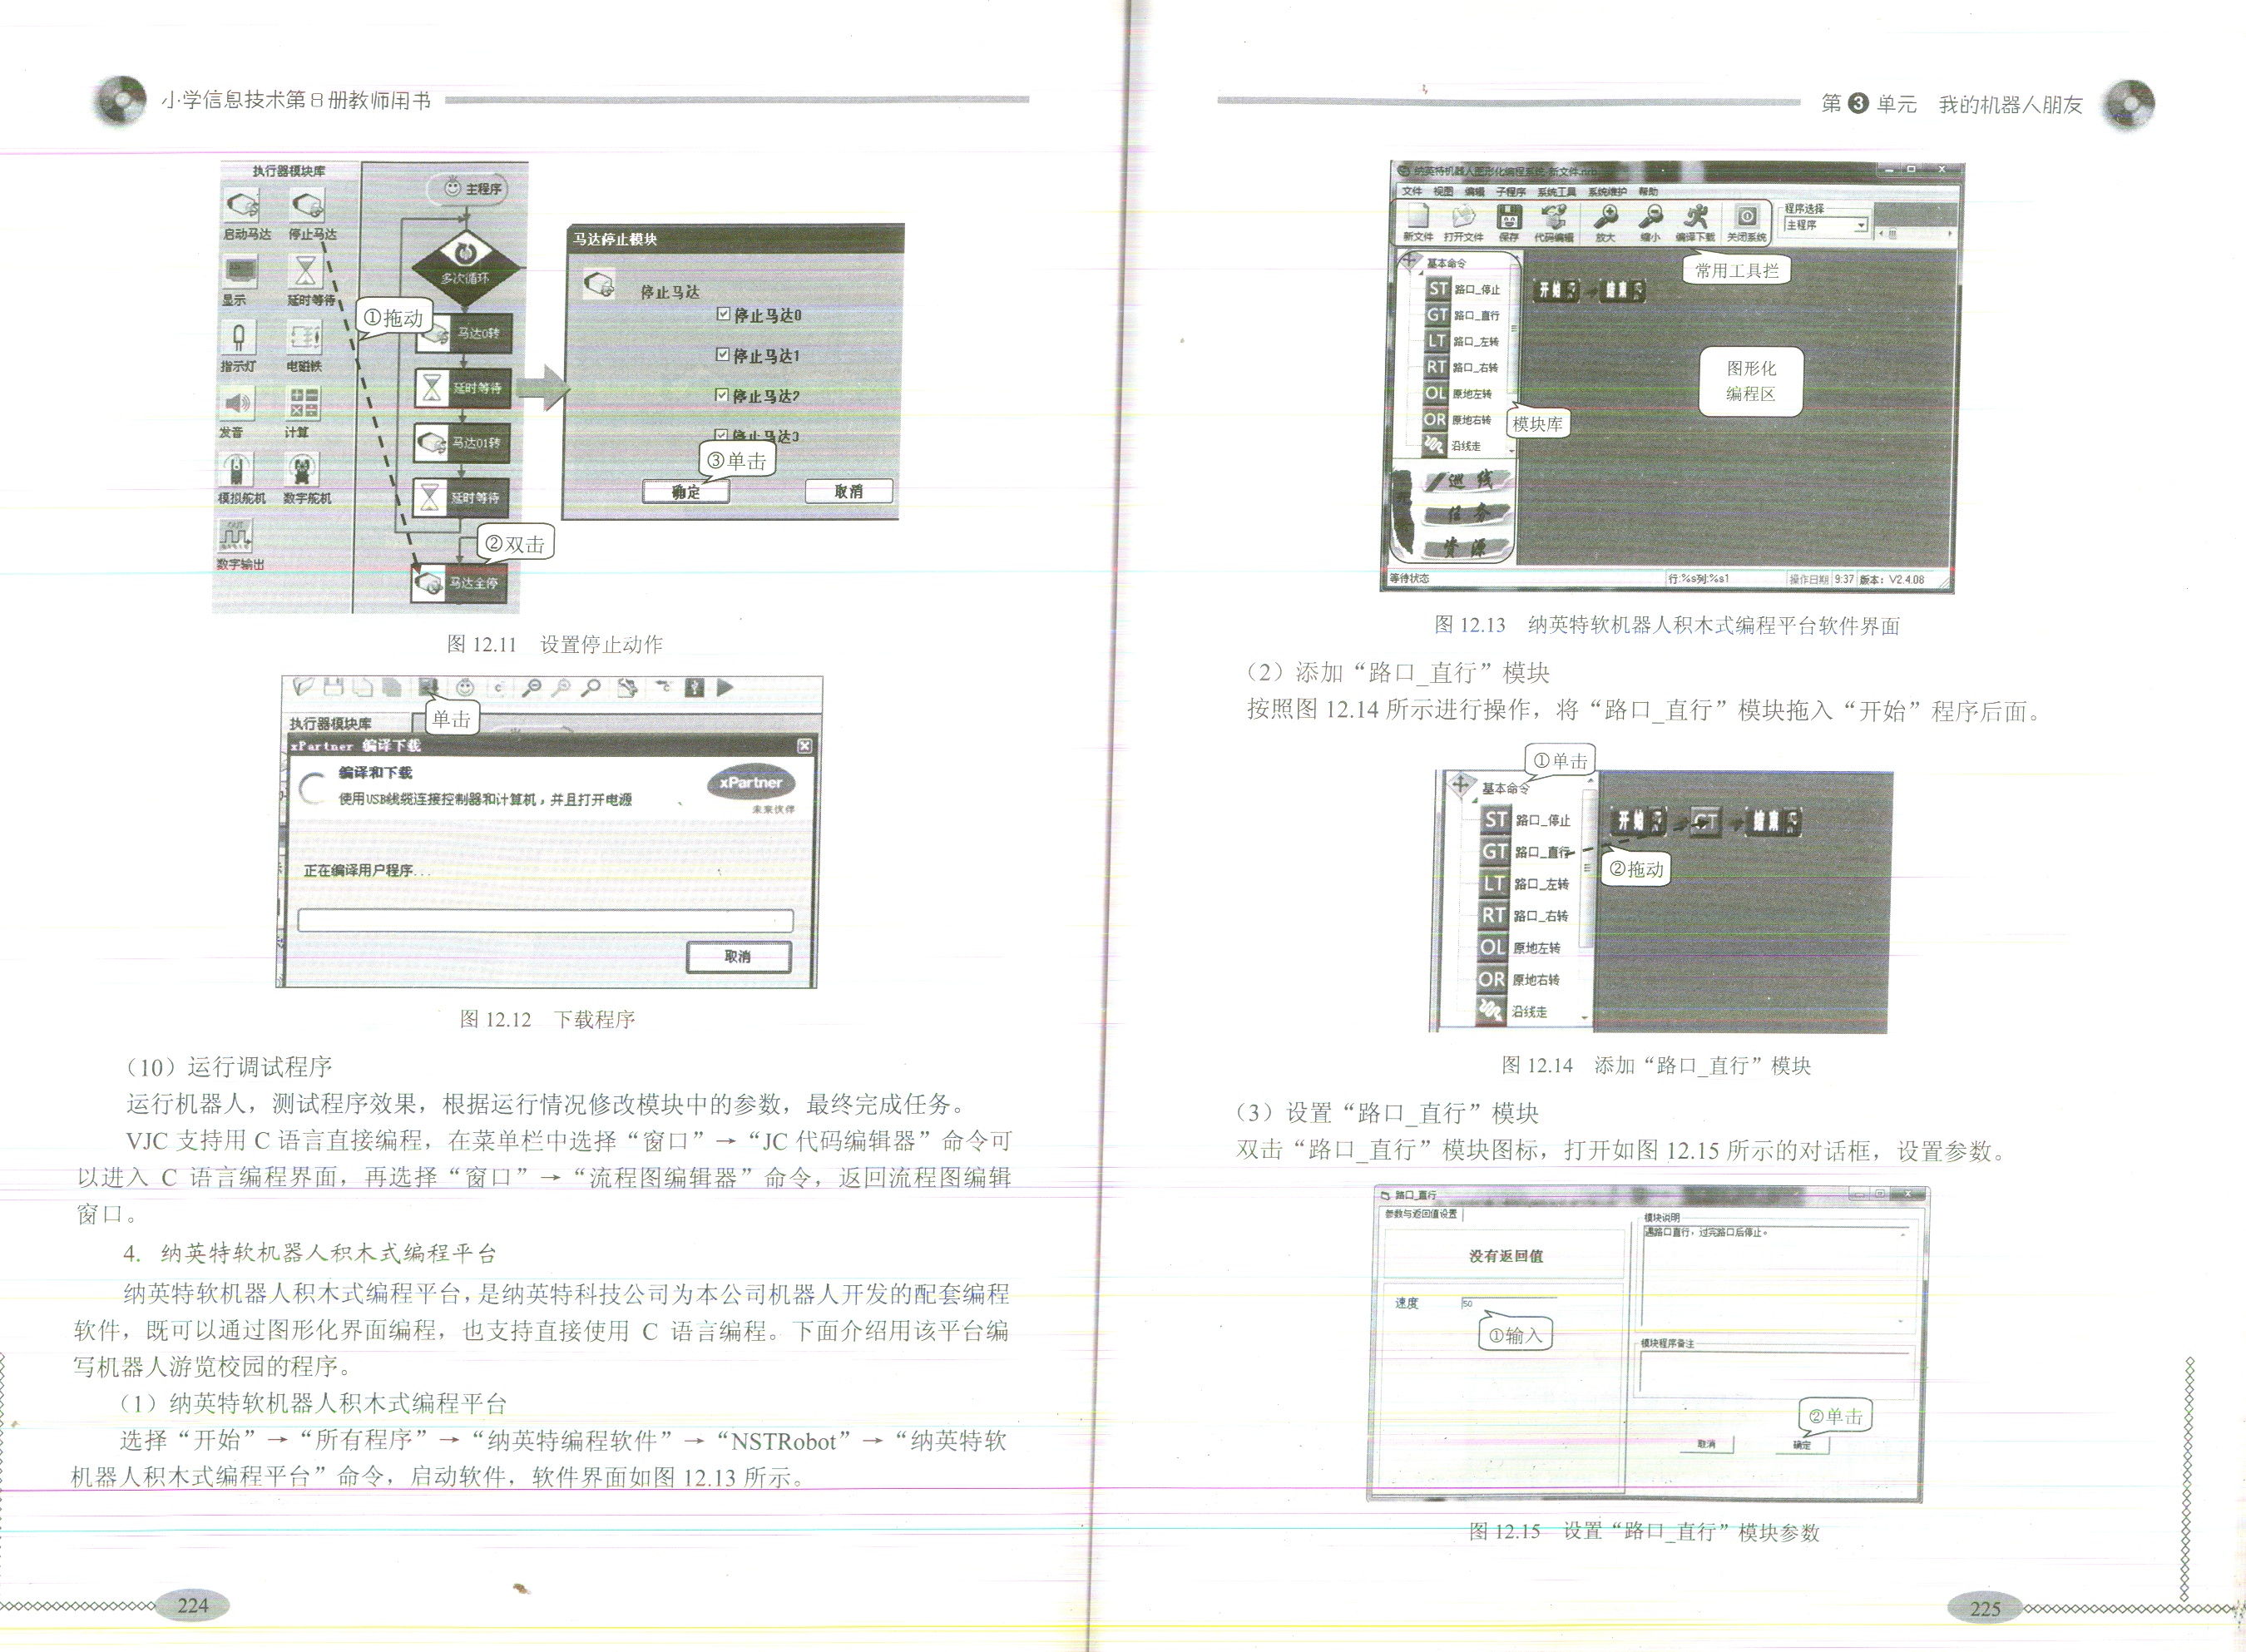 小学信息技术第8册教师用书
执行器模块库
启动马达 停止马达
显示 延时等待
指示灯 电磁铁
发音 计算
模拟舵机 数字舵机
数字输出
主程序
多次循环
马达0转
延时等待
马达01转
延时等待
马达全停
①拖动
②双击
马达停止模块
停止马达
停止马达0
停止马达1
停止马达2
停止马达3
③单击
确定 取消
图 12.11 设置停止动作
单击
执行器模块库
xPartner 编译下载
编译和下载
使用USB线缆连接控制器和计算机，并且打开电源
xPartner
未来伙伴
正在编译用户程序...
取消
图 12.12 下载程序
（10）运行调试程序
运行机器人，测试程序效果，根据运行情况修改模块中的参数，最终完成任务。
VJC 支持用 C 语言直接编程，在菜单栏中选择“窗口”→“JC 代码编辑器”命令可
以进入 C 语言编程界面，再选择“窗口”→“流程图编辑器”命令，返回流程图编辑
窗口。
4. 纳英特软机器人积木式编程平台
纳英特软机器人积木式编程平台，是纳英特科技公司为本公司机器人开发的配套编程
软件，既可以通过图形化界面编程，也支持直接使用 C 语言编程。下面介绍用该平台编
写机器人游览校园的程序。
（1）纳英特软机器人积木式编程平台
选择“开始”→“所有程序”→“纳英特编程软件”→“NSTRobot”→“纳英特软
机器人积木式编程平台”命令，启动软件，软件界面如图 12.13 所示。
224
第3单元 我的机器人朋友
纳英特机器人图形化编程系统-新文件.nrb
文件 视图 编辑 子程序 系统工具 系统维护 帮助
新文件 打开文件 保存 代码编辑 放大 缩小 编译下载 关闭系统
程序选择
主程序
常用工具栏
基本命令
ST 路口_停止
GT 路口_直行
LT 路口_左转
RT 路口_右转
OL 原地左转
OR 原地右转
沿线走
开始 结束
图形化
编程区
模块库
巡线
任务
资源
等待状态 行:%s列:%s1 操作日期 9:37 版本：V2.4.08
图 12.13 纳英特软机器人积木式编程平台软件界面
（2）添加“路口_直行”模块
按照图 12.14 所示进行操作，将“路口_直行”模块拖入“开始”程序后面。
①单击
基本命令
ST 路口_停止
GT 路口_直行
LT 路口_左转
RT 路口_右转
OL 原地左转
OR 原地右转
沿线走
开始 GT 结束
②拖动
图 12.14 添加“路口_直行”模块
（3）设置“路口_直行”模块
双击“路口_直行”模块图标，打开如图 12.15 所示的对话框，设置参数。
路口_直行
参数与返回值设置
没有返回值
速度 50
①输入
模块说明
遇路口直行，过完路口后停止。
模块程序备注
②单击
取消 确定
图 12.15 设置“路口_直行”模块参数
225